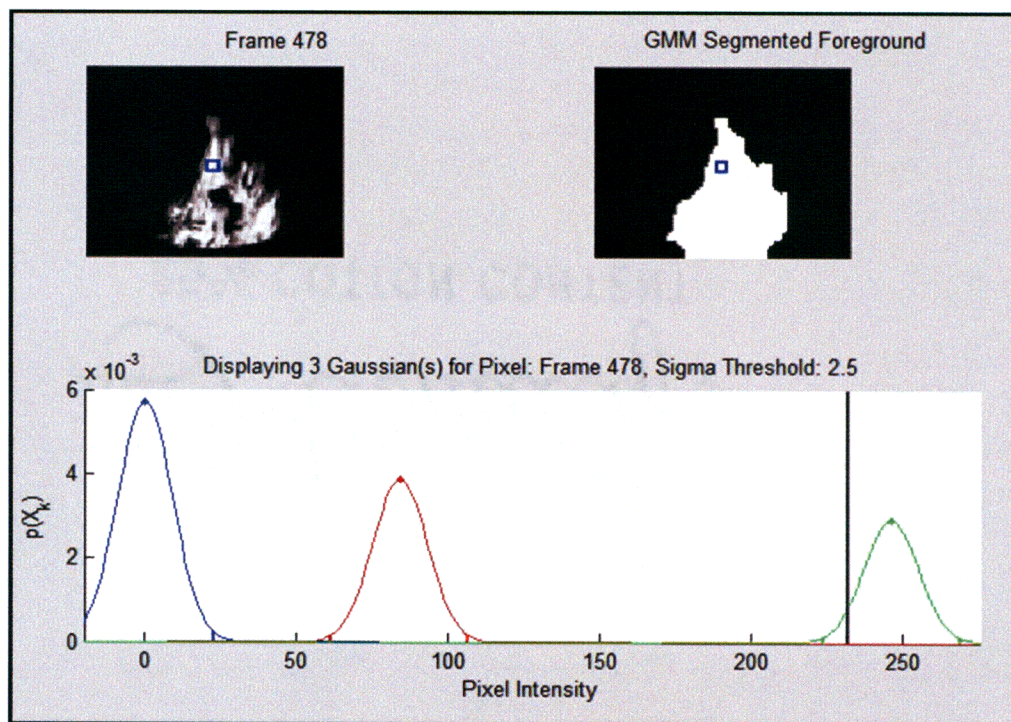 Frame 478
GMM Segmented Foreground
x 10^-3
Displaying 3 Gaussian(s) for Pixel: Frame 478, Sigma Threshold: 2.5
6
4
2
0
p(X_k)
0 50 100 150 200 250
Pixel Intensity